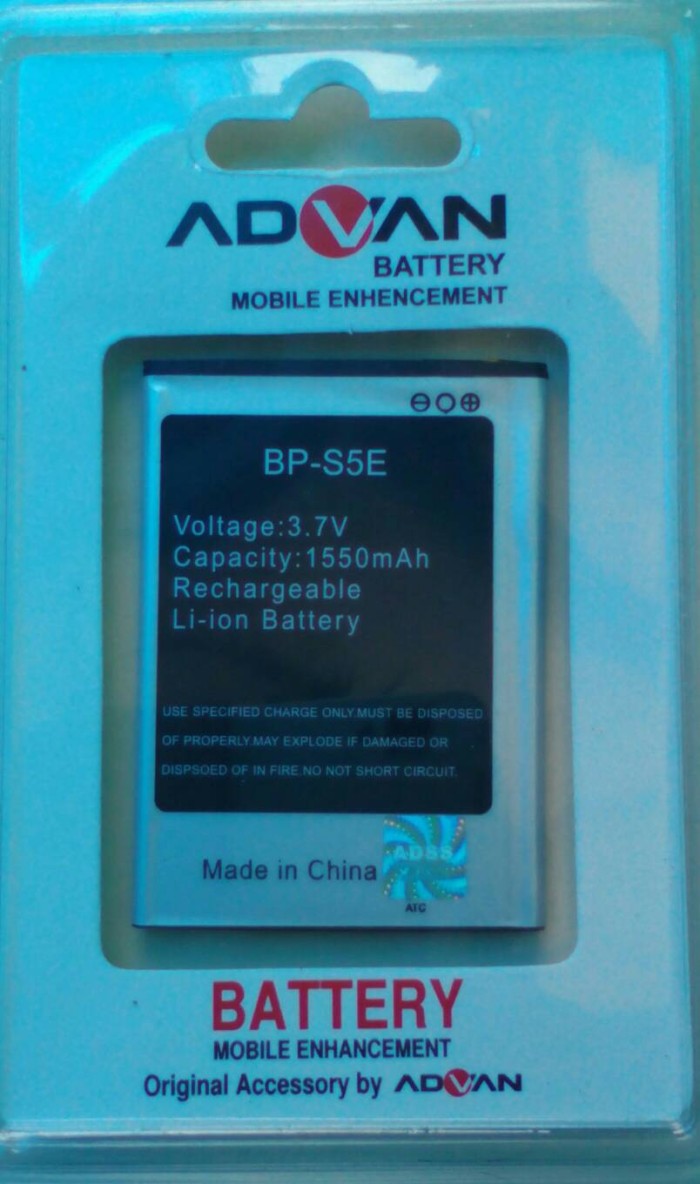 ADVAN
BATTERY
MOBILE ENHENCEMENT
BP-S5E
Voltage:3.7V
Capacity:1550mAh
Rechargeable
Li-ion Battery
USE SPECIFIED CHARGE ONLY.MUST BE DISPOSED
OF PROPERLY.MAY EXPLODE IF DAMAGED OR
DISPSOED OF IN FIRE.NO NOT SHORT CIRCUIT.
ADSS
Made in China
ATC
BATTERY
MOBILE ENHANCEMENT
Original Accessory by ADVAN